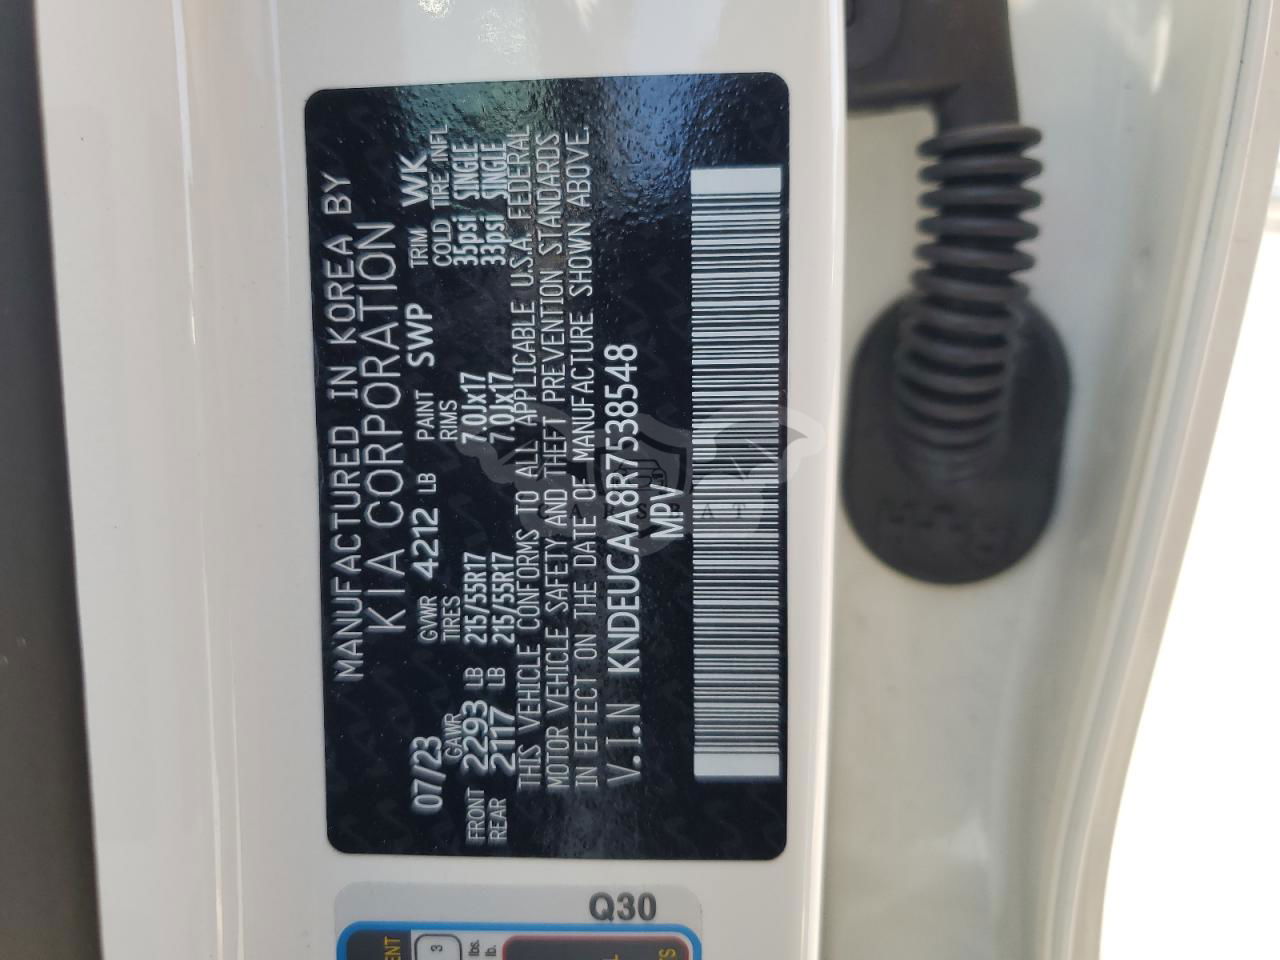 MANUFACTURED IN KOREA BY
KIA CORPORATION
07/23 GVWR 4212 LB PAINT SWP TRIM WK
GAWR TIRES RIMS COLD TIRE INFL
FRONT 2293 LB 215/55R17 7.0Jx17 35psi SINGLE
REAR 2117 LB 215/55R17 7.0Jx17 33psi SINGLE
THIS VEHICLE CONFORMS TO ALL APPLICABLE U.S.A. FEDERAL
MOTOR VEHICLE SAFETY AND THEFT PREVENTION STANDARDS
IN EFFECT ON THE DATE OF MANUFACTURE SHOWN ABOVE.
V.I.N KNDEUCAA8R7538548
MPV
Q30
3
lbs.
lb.